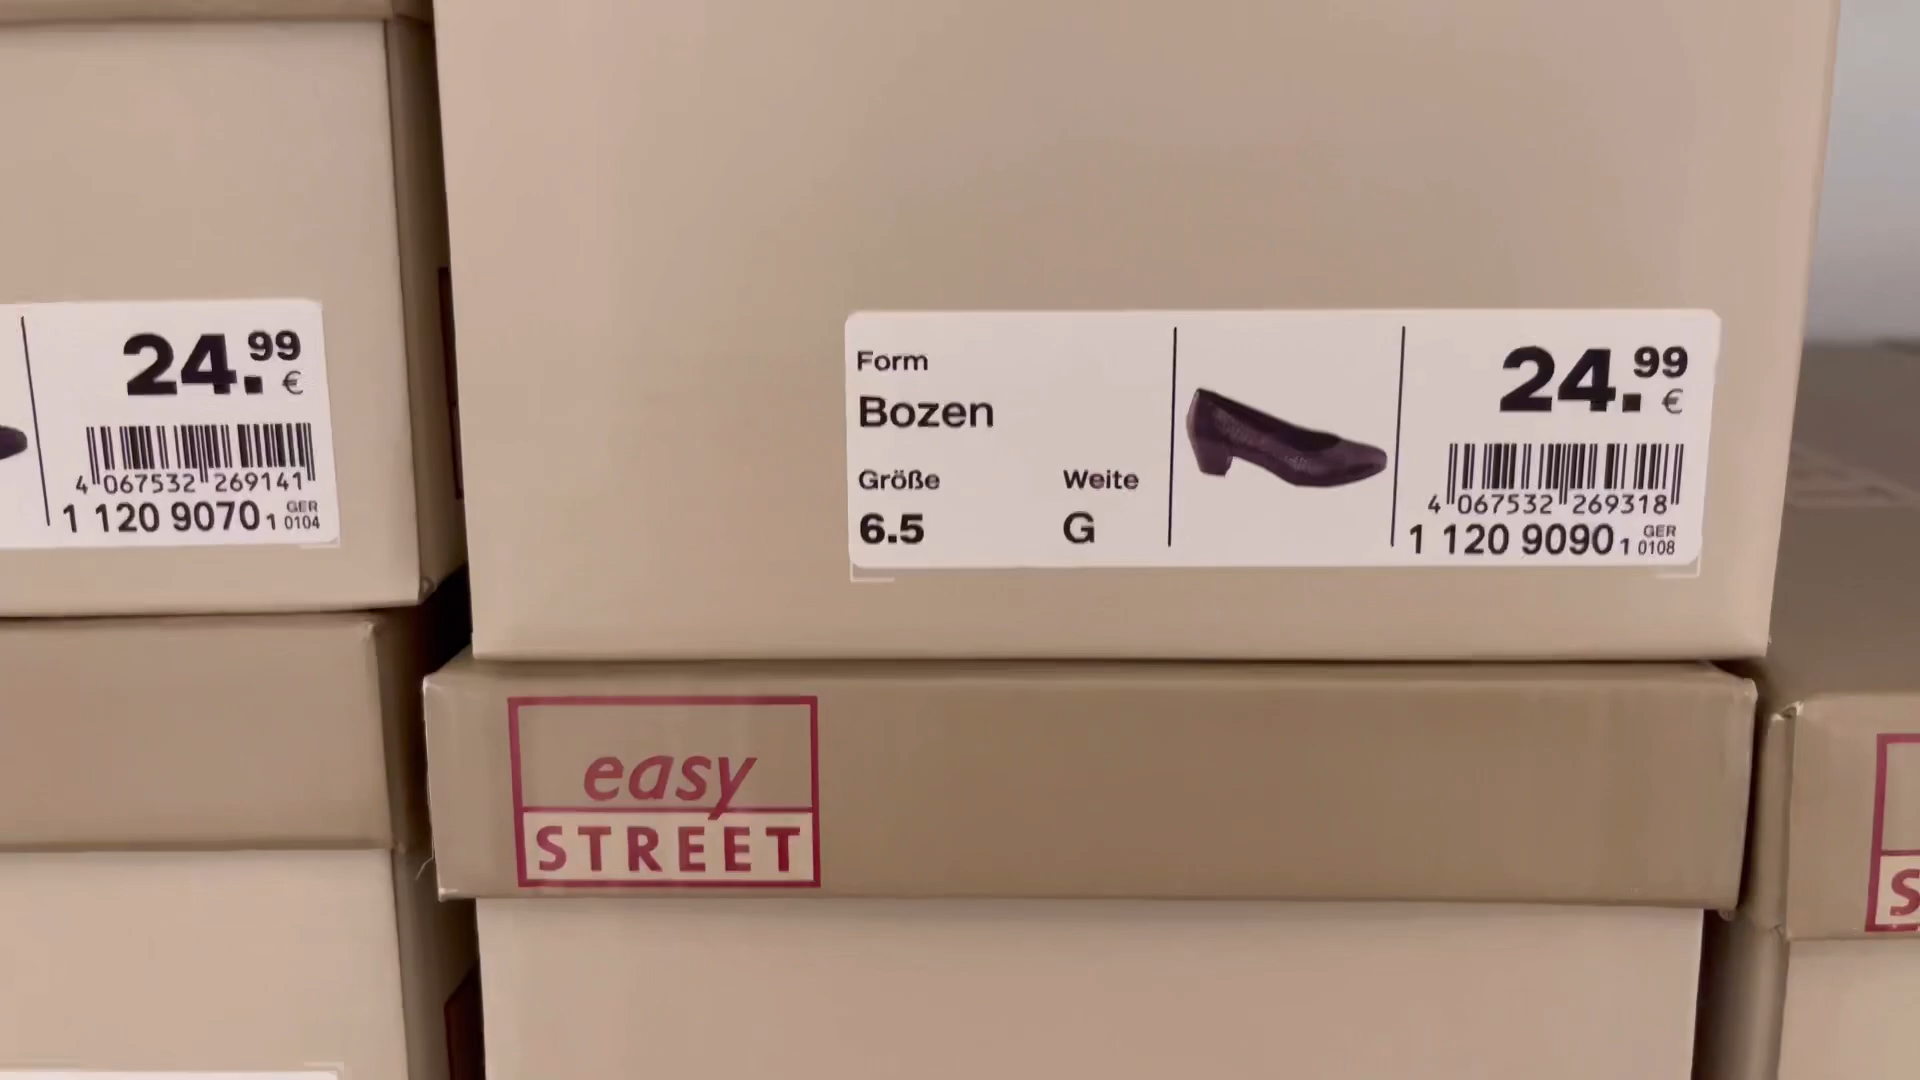 24.99
€
4 067532 269141
1 120 9070 1 GER 0104
Form
Bozen
Größe Weite
6.5 G
24.99
€
4 067532 269318
1 120 9090 1 GER 0108
easy
STREET
S